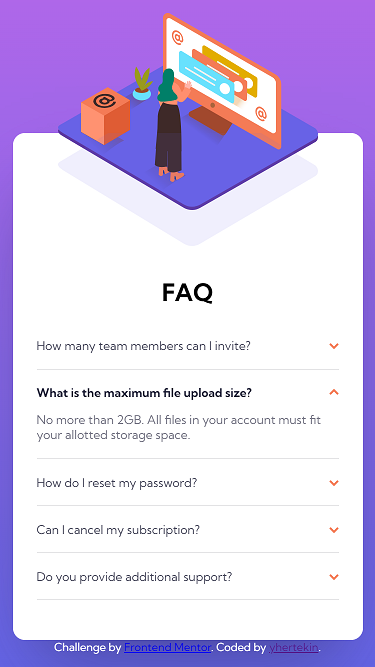 @
@
@
FAQ
How many team members can I invite?
What is the maximum file upload size?
No more than 2GB. All files in your account must fit
your allotted storage space.
How do I reset my password?
Can I cancel my subscription?
Do you provide additional support?
Challenge by Frontend Mentor. Coded by yhertekin.